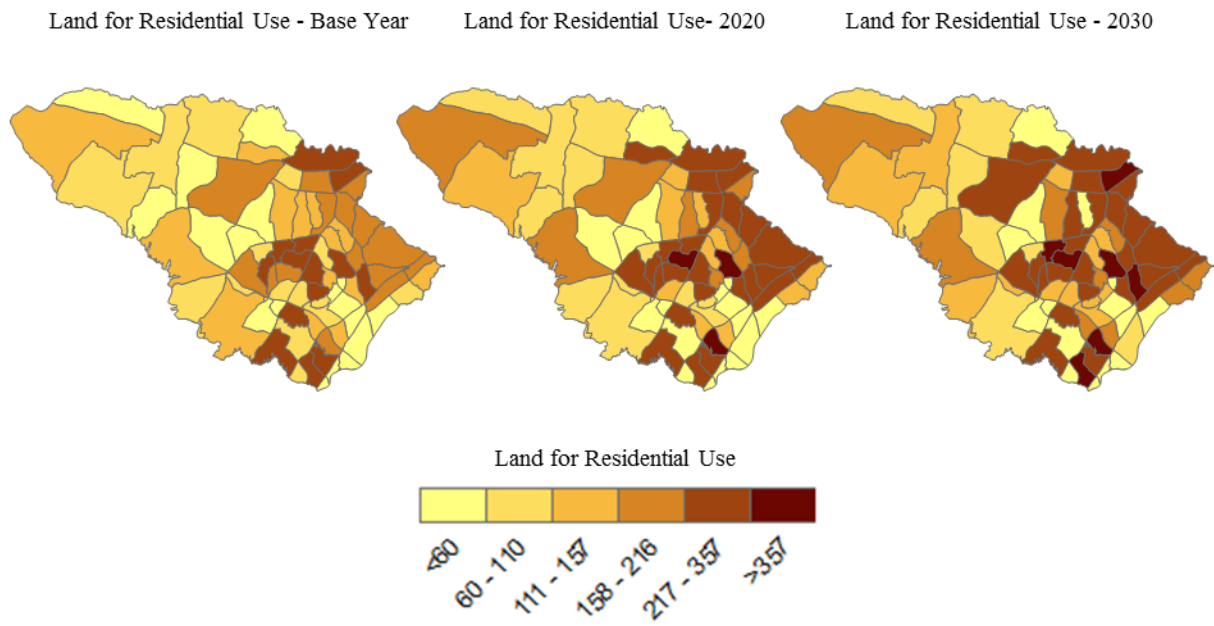 Land for Residential Use - Base Year
Land for Residential Use- 2020
Land for Residential Use - 2030
Land for Residential Use
<60
60 - 110
111 - 157
158 - 216
217 - 357
>357